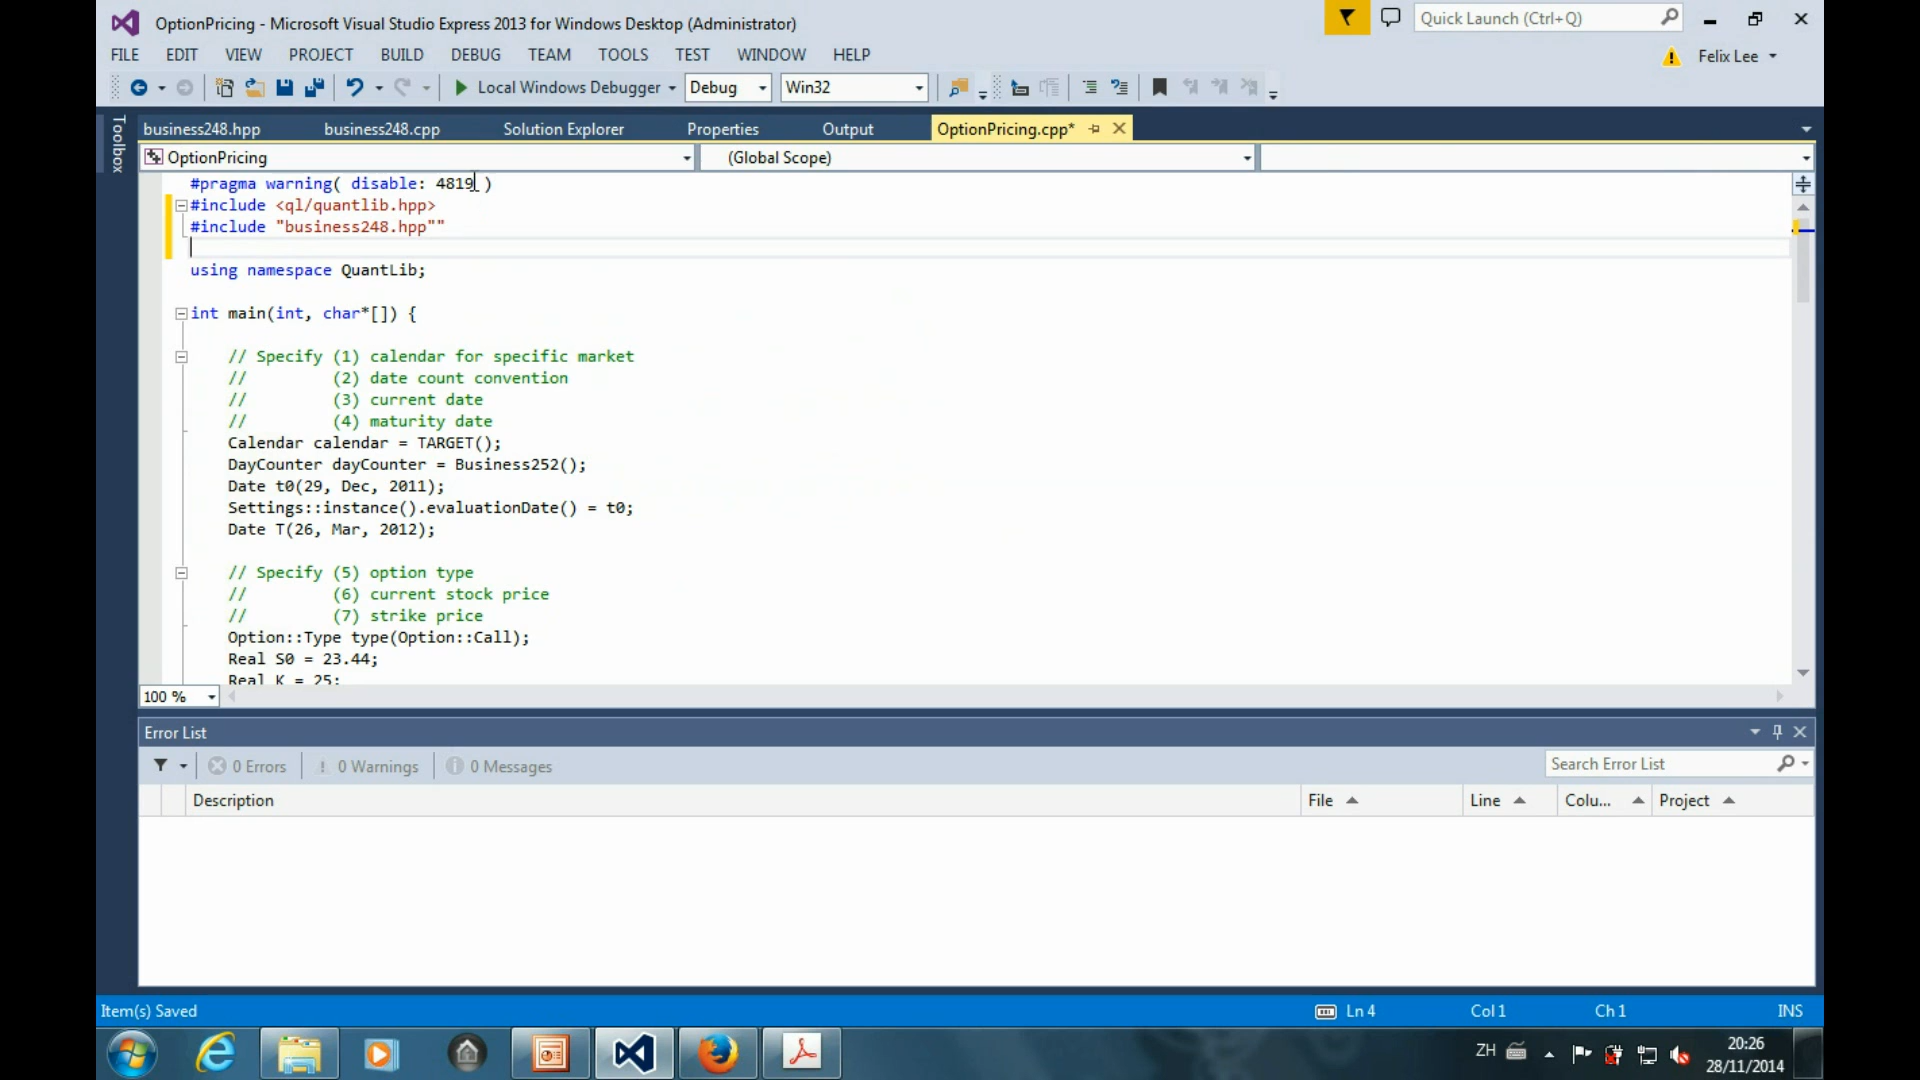 OptionPricing - Microsoft Visual Studio Express 2013 for Windows Desktop (Administrator)
Quick Launch (Ctrl+Q)
FILE EDIT VIEW PROJECT BUILD DEBUG TEAM TOOLS TEST WINDOW HELP
Felix Lee
Local Windows Debugger Debug Win32
Toolbox
business248.hpp business248.cpp Solution Explorer Properties Output OptionPricing.cpp*
OptionPricing (Global Scope)
#pragma warning( disable: 4819 )
#include <ql/quantlib.hpp>
#include "business248.hpp""
using namespace QuantLib;
int main(int, char*[]) {
// Specify (1) calendar for specific market
// (2) date count convention
// (3) current date
// (4) maturity date
Calendar calendar = TARGET();
DayCounter dayCounter = Business252();
Date t0(29, Dec, 2011);
Settings::instance().evaluationDate() = t0;
Date T(26, Mar, 2012);
// Specify (5) option type
// (6) current stock price
// (7) strike price
Option::Type type(Option::Call);
Real S0 = 23.44;
Real K = 25;
100 %
Error List
0 Errors 0 Warnings 0 Messages
Search Error List
Description File Line Colu... Project
Item(s) Saved
Ln 4 Col 1 Ch 1 INS
ZH
20:26
28/11/2014